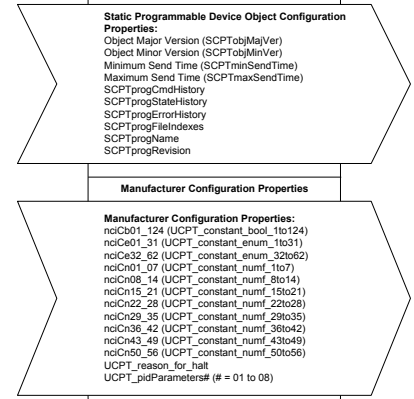 Static Programmable Device Object Configuration
Properties:
Object Major Version (SCPTobjMajVer)
Object Minor Version (SCPTobjMinVer)
Minimum Send Time (SCPTminSendTime)
Maximum Send Time (SCPTmaxSendTime)
SCPTprogCmdHistory
SCPTprogStateHistory
SCPTprogErrorHistory
SCPTprogFileIndexes
SCPTprogName
SCPTprogRevision
Manufacturer Configuration Properties
Manufacturer Configuration Properties:
nciCb01_124 (UCPT_constant_bool_1to124)
nciCe01_31 (UCPT_constant_enum_1to31)
nciCe32_62 (UCPT_constant_enum_32to62)
nciCn01_07 (UCPT_constant_numf_1to7)
nciCn08_14 (UCPT_constant_numf_8to14)
nciCn15_21 (UCPT_constant_numf_15to21)
nciCn22_28 (UCPT_constant_numf_22to28)
nciCn29_35 (UCPT_constant_numf_29to35)
nciCn36_42 (UCPT_constant_numf_36to42)
nciCn43_49 (UCPT_constant_numf_43to49)
nciCn50_56 (UCPT_constant_numf_50to56)
UCPT_reason_for_halt
UCPT_pidParameters# (# = 01 to 08)